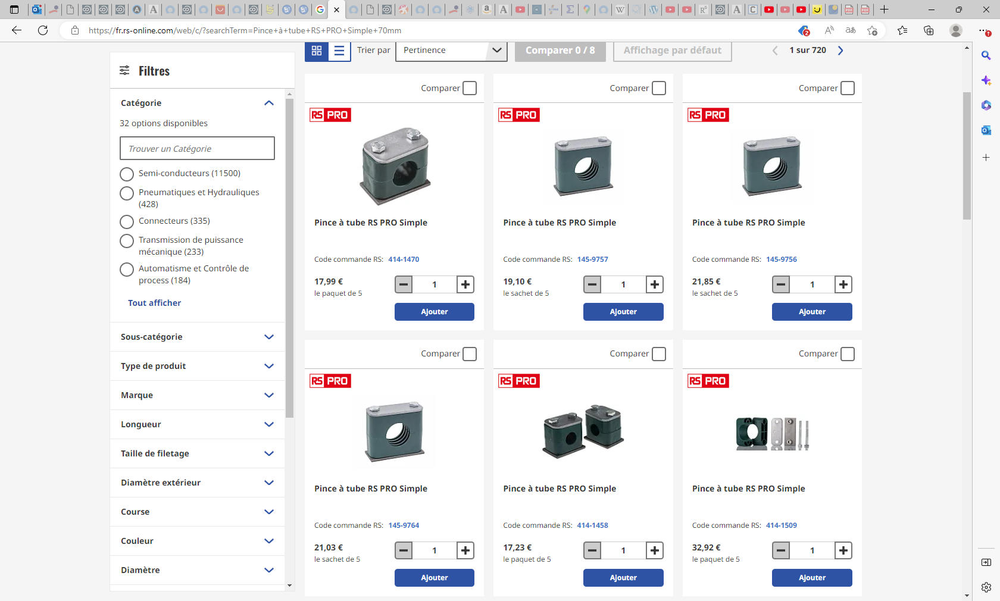 https://fr.rs-online.com/web/c/?searchTerm=Pince+à+tube+RS+PRO+Simple+70mm
Trier par
Pertinence
Comparer 0 / 8
Affichage par défaut
1 sur 720
Filtres
Catégorie
32 options disponibles
Trouver un Catégorie
Semi-conducteurs (11500)
Pneumatiques et Hydrauliques
(428)
Connecteurs (335)
Transmission de puissance
mécanique (233)
Automatisme et Contrôle de
process (184)
Tout afficher
Sous-catégorie
Type de produit
Marque
Longueur
Taille de filetage
Diamètre extérieur
Course
Couleur
Diamètre
Comparer
RS PRO
Pince à tube RS PRO Simple
Code commande RS: 414-1470
17,99 €
le paquet de 5
1
Ajouter
Comparer
RS PRO
Pince à tube RS PRO Simple
Code commande RS: 145-9757
19,10 €
le sachet de 5
1
Ajouter
Comparer
RS PRO
Pince à tube RS PRO Simple
Code commande RS: 145-9756
21,85 €
le sachet de 5
1
Ajouter
Comparer
RS PRO
Pince à tube RS PRO Simple
Code commande RS: 145-9764
21,03 €
le sachet de 5
1
Ajouter
Comparer
RS PRO
Pince à tube RS PRO Simple
Code commande RS: 414-1458
17,23 €
le paquet de 5
1
Ajouter
Comparer
RS PRO
Pince à tube RS PRO Simple
Code commande RS: 414-1509
32,92 €
le paquet de 5
1
Ajouter